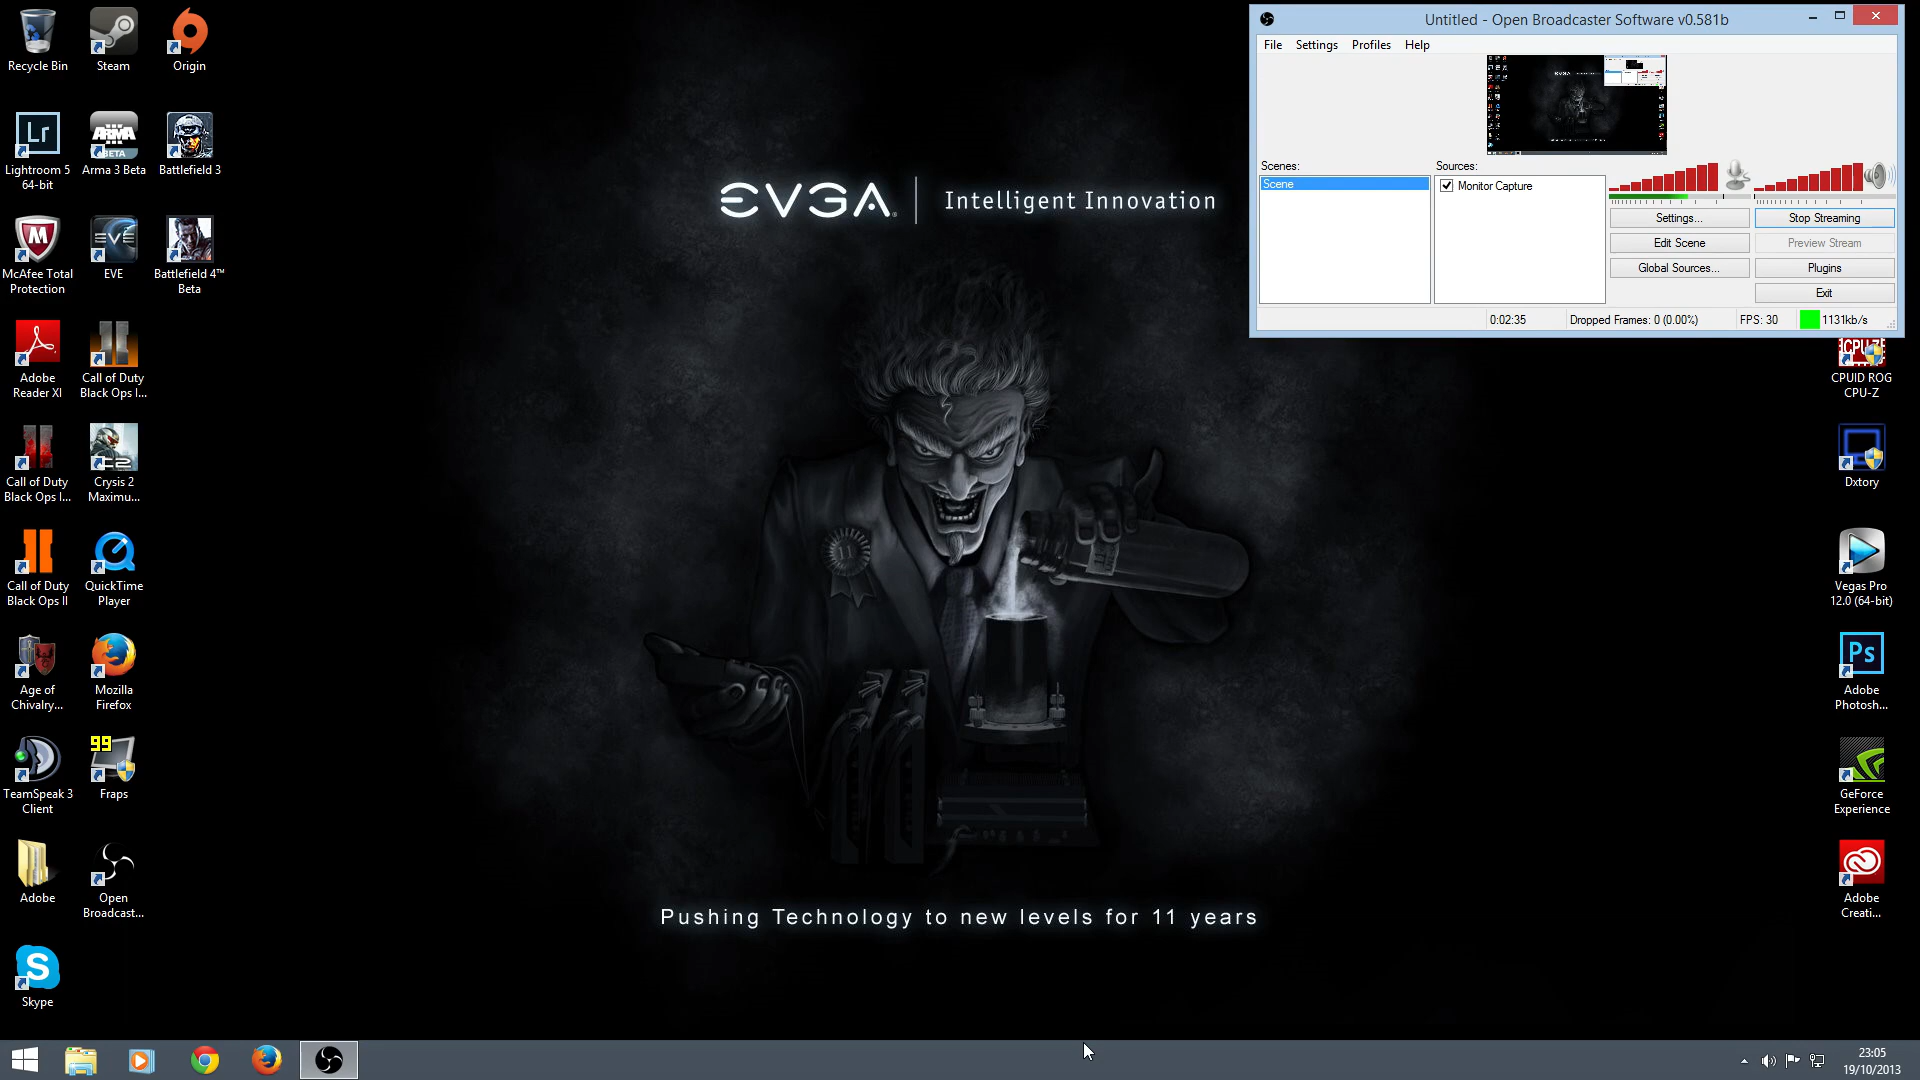 Recycle Bin
Steam
Origin
Lightroom 5
64-bit
Arma 3 Beta
Battlefield 3
McAfee Total
Protection
EVE
Battlefield 4™
Beta
Adobe
Reader XI
Call of Duty
Black Ops I...
Call of Duty
Black Ops I...
Crysis 2
Maximu...
Call of Duty
Black Ops II
QuickTime
Player
Age of
Chivalry...
Mozilla
Firefox
TeamSpeak 3
Client
99
Fraps
Adobe
Open
Broadcast...
Skype
EVGA
Intelligent Innovation
11
Pushing Technology to new levels for 11 years
Untitled - Open Broadcaster Software v0.581b
File Settings Profiles Help
Scenes:
Scene
Sources:
Monitor Capture
Settings...
Stop Streaming
Edit Scene
Preview Stream
Global Sources...
Plugins
Exit
0:02:35
Dropped Frames: 0 (0.00%)
FPS: 30
1131kb/s
CPUID ROG
CPU-Z
Dxtory
Vegas Pro
12.0 (64-bit)
Ps
Adobe
Photosh...
GeForce
Experience
Adobe
Creati...
23:05
19/10/2013